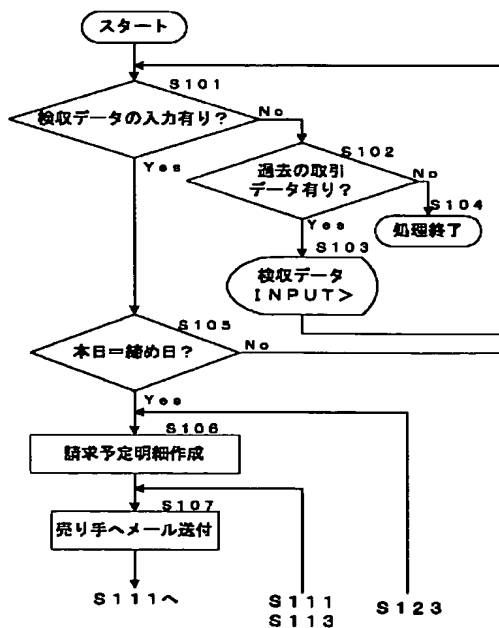 スタート
S101
検収データの入力有り?
No
S102
Yes
過去の取引
データ有り?
No
S104
処理終了
Yes
S103
検収データ
INPUT>
S105
本日=締め日?
No
Yes
S106
請求予定明細作成
S107
売り手へメール送付
S111へ
S111
S113
S123